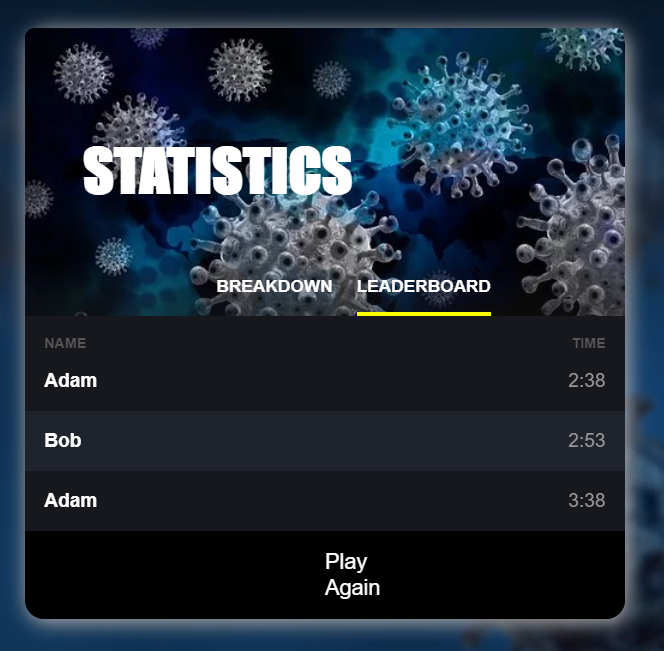 STATISTICS
BREAKDOWN LEADERBOARD
NAME TIME
Adam 2:38
Bob 2:53
Adam 3:38
Play
Again